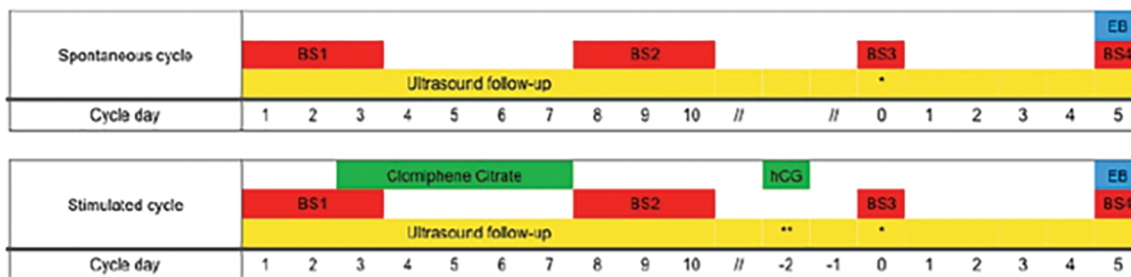 EB
Spontaneous cycle BS1 BS2 BS3 BS4
Ultrasound follow-up *
Cycle day 1 2 3 4 5 6 7 8 9 10 // // 0 1 2 3 4 5
Clomiphene Citrate hCG EB
Stimulated cycle BS1 BS2 BS3 BS4
Ultrasound follow-up ** *
Cycle day 1 2 3 4 5 6 7 8 9 10 // -2 -1 0 1 2 3 4 5